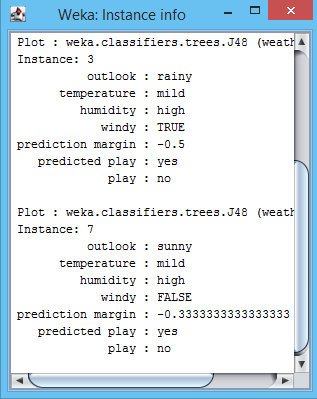 Weka: Instance info
Plot : weka.classifiers.trees.J48 (weath
Instance: 3
outlook : rainy
temperature : mild
humidity : high
windy : TRUE
prediction margin : -0.5
predicted play : yes
play : no
Plot : weka.classifiers.trees.J48 (weath
Instance: 7
outlook : sunny
temperature : mild
humidity : high
windy : FALSE
prediction margin : -0.3333333333333333
predicted play : yes
play : no